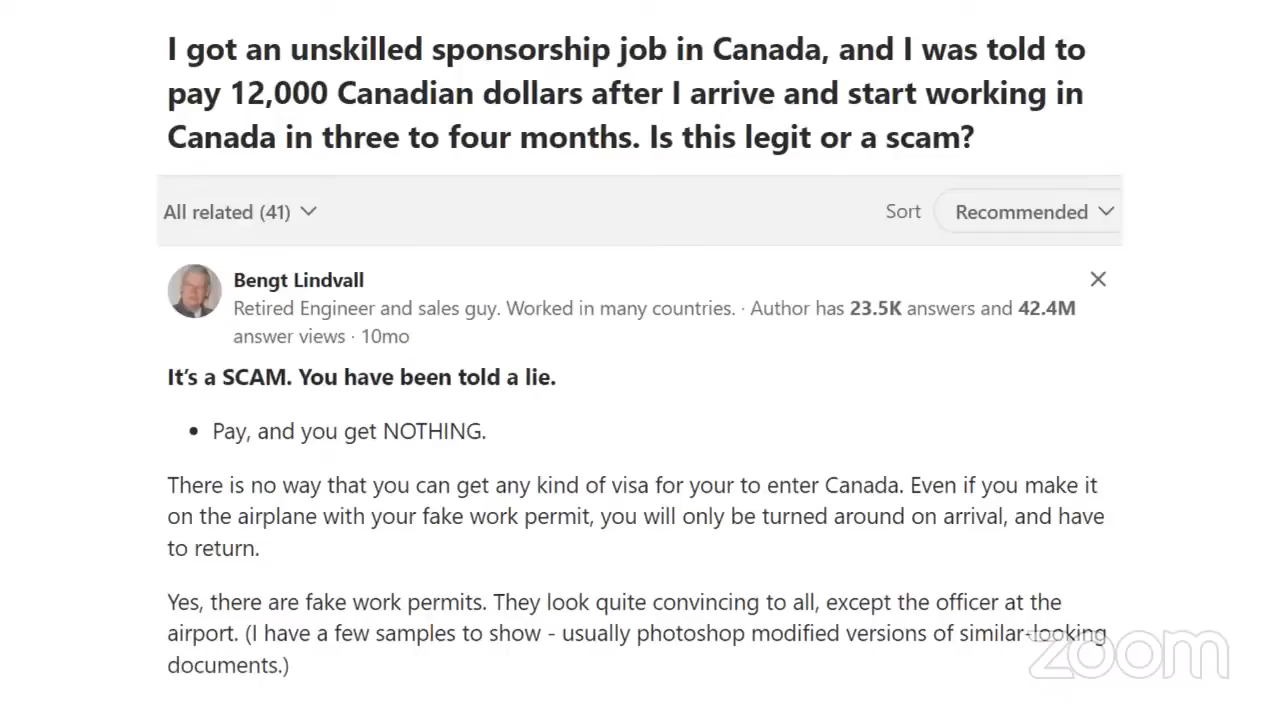 I got an unskilled sponsorship job in Canada, and I was told to
pay 12,000 Canadian dollars after I arrive and start working in
Canada in three to four months. Is this legit or a scam?
All related (41)
Sort
Recommended
Bengt Lindvall
Retired Engineer and sales guy. Worked in many countries. · Author has 23.5K answers and 42.4M
answer views · 10mo
It's a SCAM. You have been told a lie.
• Pay, and you get NOTHING.
There is no way that you can get any kind of visa for your to enter Canada. Even if you make it
on the airplane with your fake work permit, you will only be turned around on arrival, and have
to return.
Yes, there are fake work permits. They look quite convincing to all, except the officer at the
airport. (I have a few samples to show - usually photoshop modified versions of similar-looking
documents.)
zoom